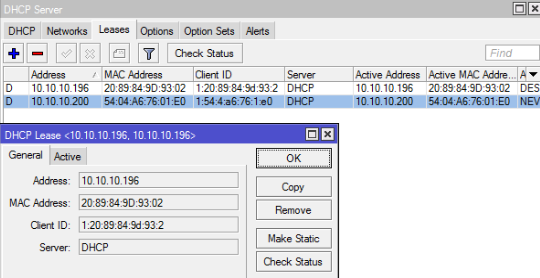 DHCP Server
DHCP Networks Leases Options Option Sets Alerts
Check Status Find
Address MAC Address Client ID Server Active Address Active MAC Addre... A
D 10.10.10.196 20:89:84:9D:93:02 1:20:89:84:9d:93:2 DHCP 10.10.10.196 20:89:84:9D:93:02 DES
D 10.10.10.200 54:04:A6:76:01:E0 1:54:4:a6:76:1:e0 DHCP 10.10.10.200 54:04:A6:76:01:E0 NEV
DHCP Lease <10.10.10.196, 10.10.10.196>
General Active
OK
Address: 10.10.10.196
Copy
MAC Address: 20:89:84:9D:93:02
Remove
Client ID: 1:20:89:84:9d:93:2
Make Static
Server: DHCP
Check Status